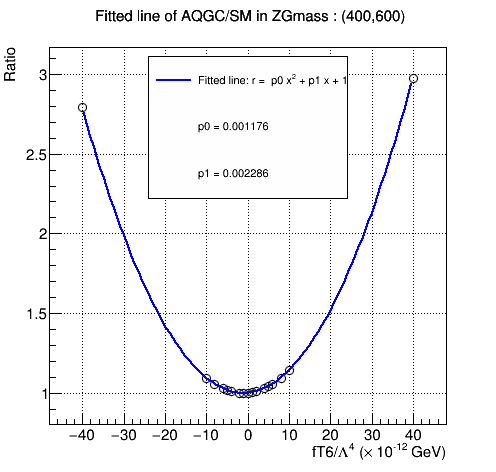 Fitted line of AQGC/SM in ZGmass : (400,600)
Ratio
Fitted line: r = p0 x² + p1 x + 1
p0 = 0.001176
p1 = 0.002286
3
2.5
2
1.5
1
−40 −30 −20 −10 0 10 20 30 40
fT6/Λ⁴ (× 10⁻¹² GeV)